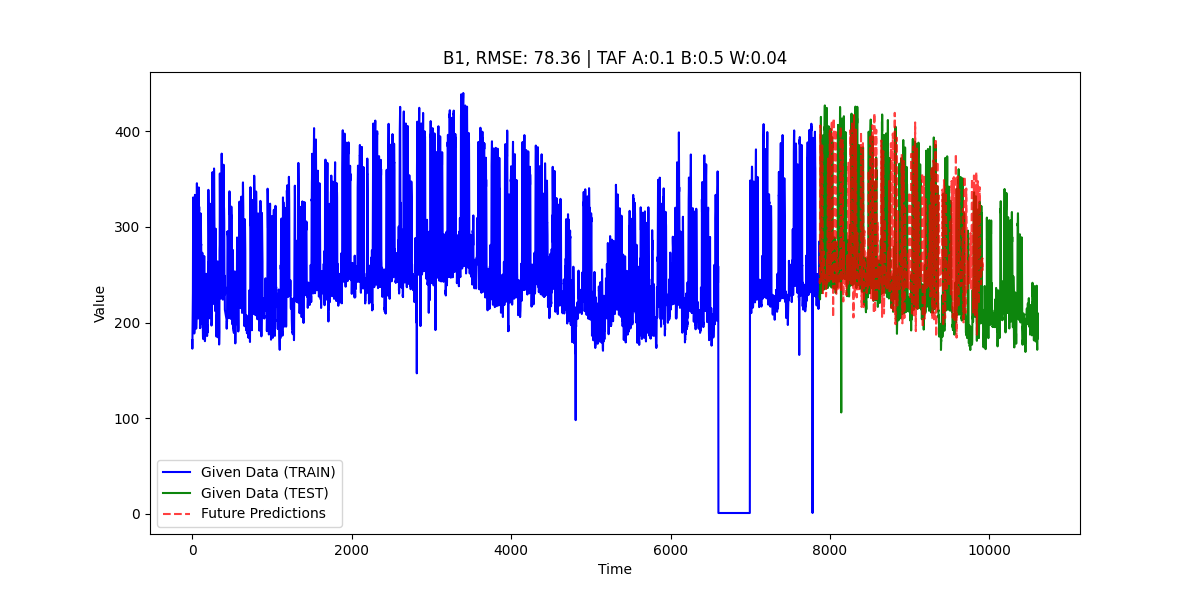 B1, RMSE: 78.36 | TAF A:0.1 B:0.5 W:0.04
400
300
200
100
0
Value
Given Data (TRAIN)
Given Data (TEST)
Future Predictions
0 2000 4000 6000 8000 10000
Time